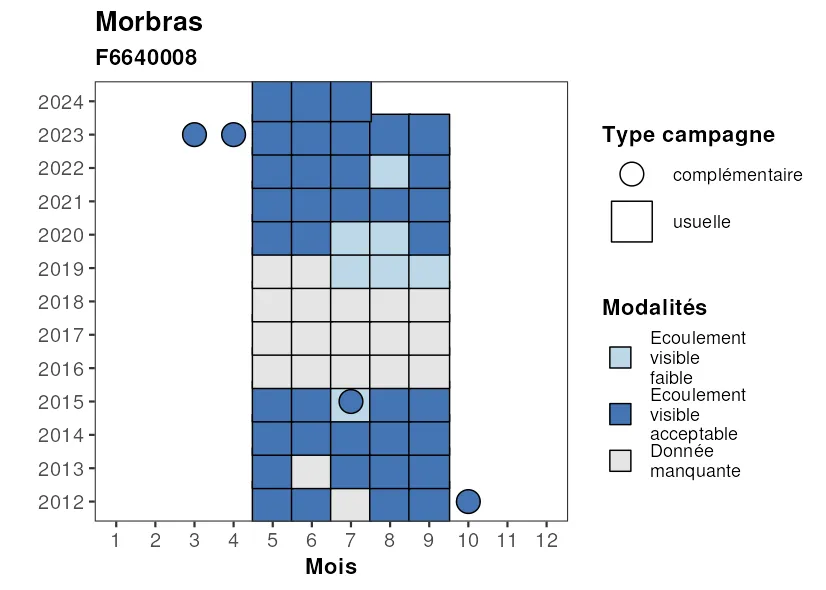 Morbras
F6640008
2024
2023
2022
2021
2020
2019
2018
2017
2016
2015
2014
2013
2012
1 2 3 4 5 6 7 8 9 10 11 12
Mois
Type campagne
complémentaire
usuelle
Modalités
Ecoulement
visible
faible
Ecoulement
visible
acceptable
Donnée
manquante